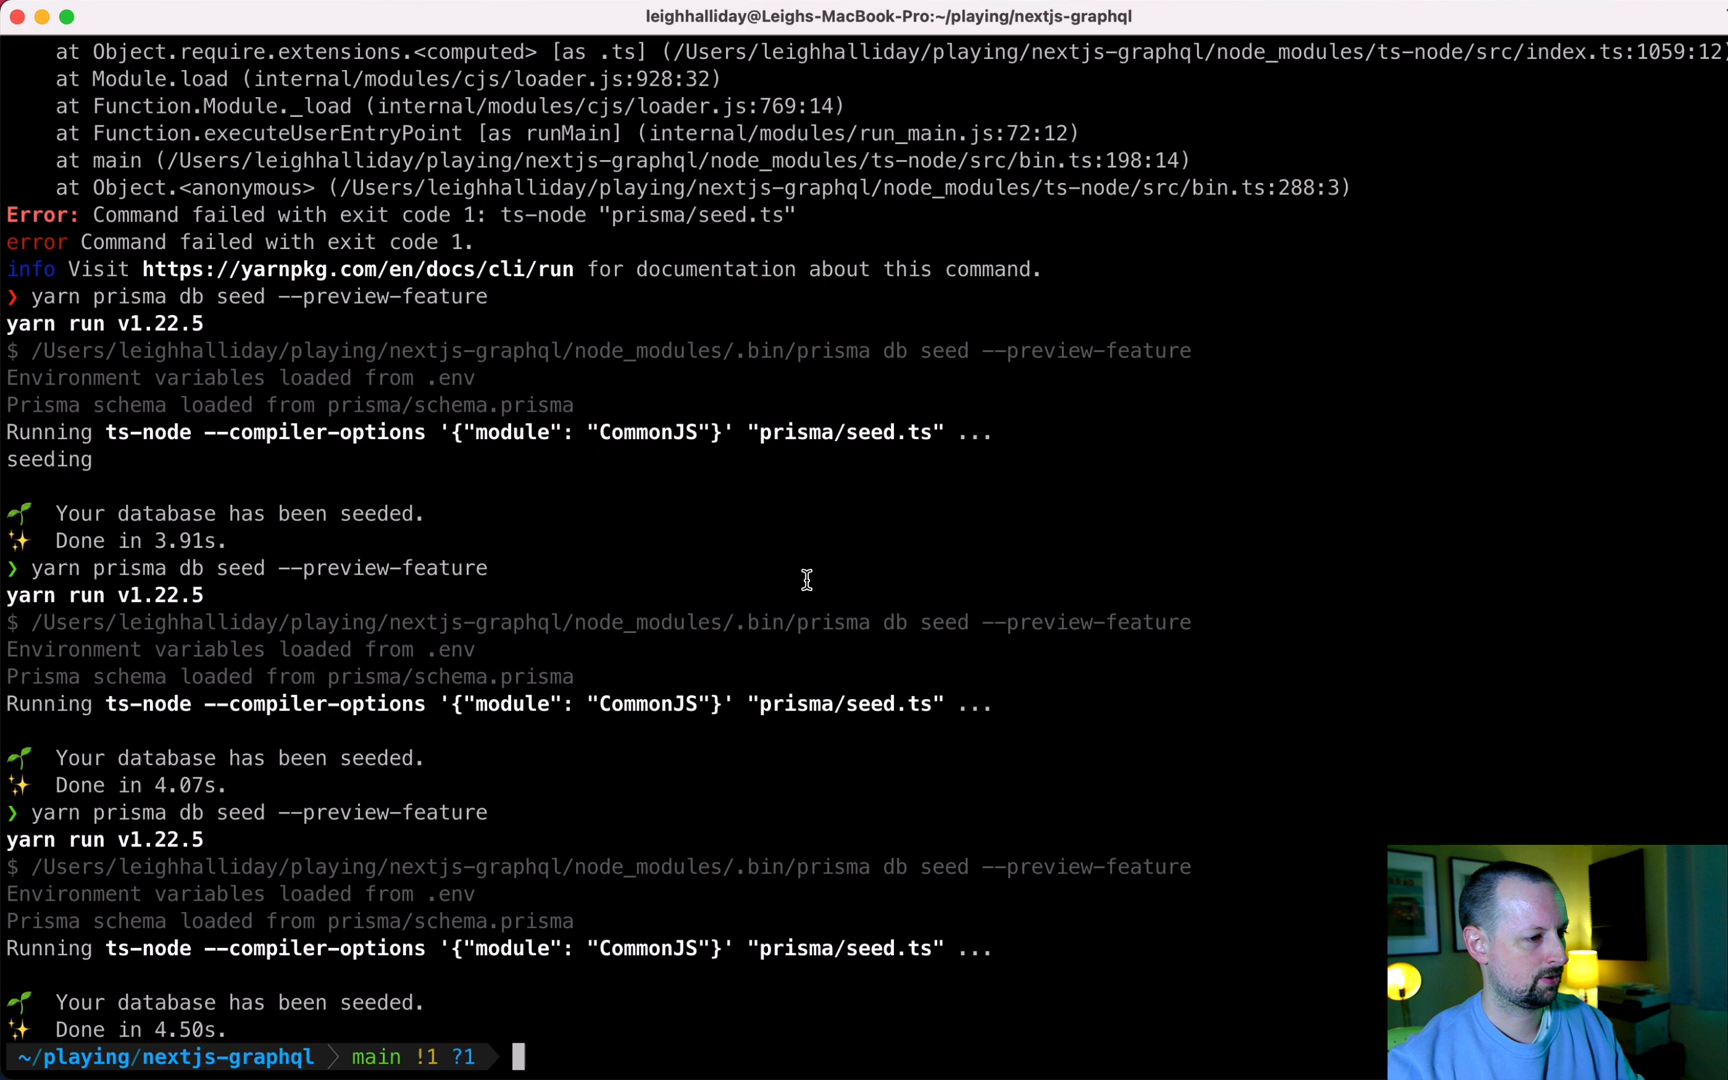 leighhalliday@Leighs-MacBook-Pro:~/playing/nextjs-graphql
at Object.require.extensions.<computed> [as .ts] (/Users/leighhalliday/playing/nextjs-graphql/node_modules/ts-node/src/index.ts:1059:12)
at Module.load (internal/modules/cjs/loader.js:928:32)
at Function.Module._load (internal/modules/cjs/loader.js:769:14)
at Function.executeUserEntryPoint [as runMain] (internal/modules/run_main.js:72:12)
at main (/Users/leighhalliday/playing/nextjs-graphql/node_modules/ts-node/src/bin.ts:198:14)
at Object.<anonymous> (/Users/leighhalliday/playing/nextjs-graphql/node_modules/ts-node/src/bin.ts:288:3)
Error: Command failed with exit code 1: ts-node "prisma/seed.ts"
error Command failed with exit code 1.
info Visit https://yarnpkg.com/en/docs/cli/run for documentation about this command.
❯ yarn prisma db seed --preview-feature
yarn run v1.22.5
$ /Users/leighhalliday/playing/nextjs-graphql/node_modules/.bin/prisma db seed --preview-feature
Environment variables loaded from .env
Prisma schema loaded from prisma/schema.prisma
Running ts-node --compiler-options '{"module": "CommonJS"}' "prisma/seed.ts" ...
seeding
🌱 Your database has been seeded.
✨ Done in 3.91s.
❯ yarn prisma db seed --preview-feature
yarn run v1.22.5
$ /Users/leighhalliday/playing/nextjs-graphql/node_modules/.bin/prisma db seed --preview-feature
Environment variables loaded from .env
Prisma schema loaded from prisma/schema.prisma
Running ts-node --compiler-options '{"module": "CommonJS"}' "prisma/seed.ts" ...
🌱 Your database has been seeded.
✨ Done in 4.07s.
❯ yarn prisma db seed --preview-feature
yarn run v1.22.5
$ /Users/leighhalliday/playing/nextjs-graphql/node_modules/.bin/prisma db seed --preview-feature
Environment variables loaded from .env
Prisma schema loaded from prisma/schema.prisma
Running ts-node --compiler-options '{"module": "CommonJS"}' "prisma/seed.ts" ...
🌱 Your database has been seeded.
✨ Done in 4.50s.
~/playing/nextjs-graphql main !1 ?1